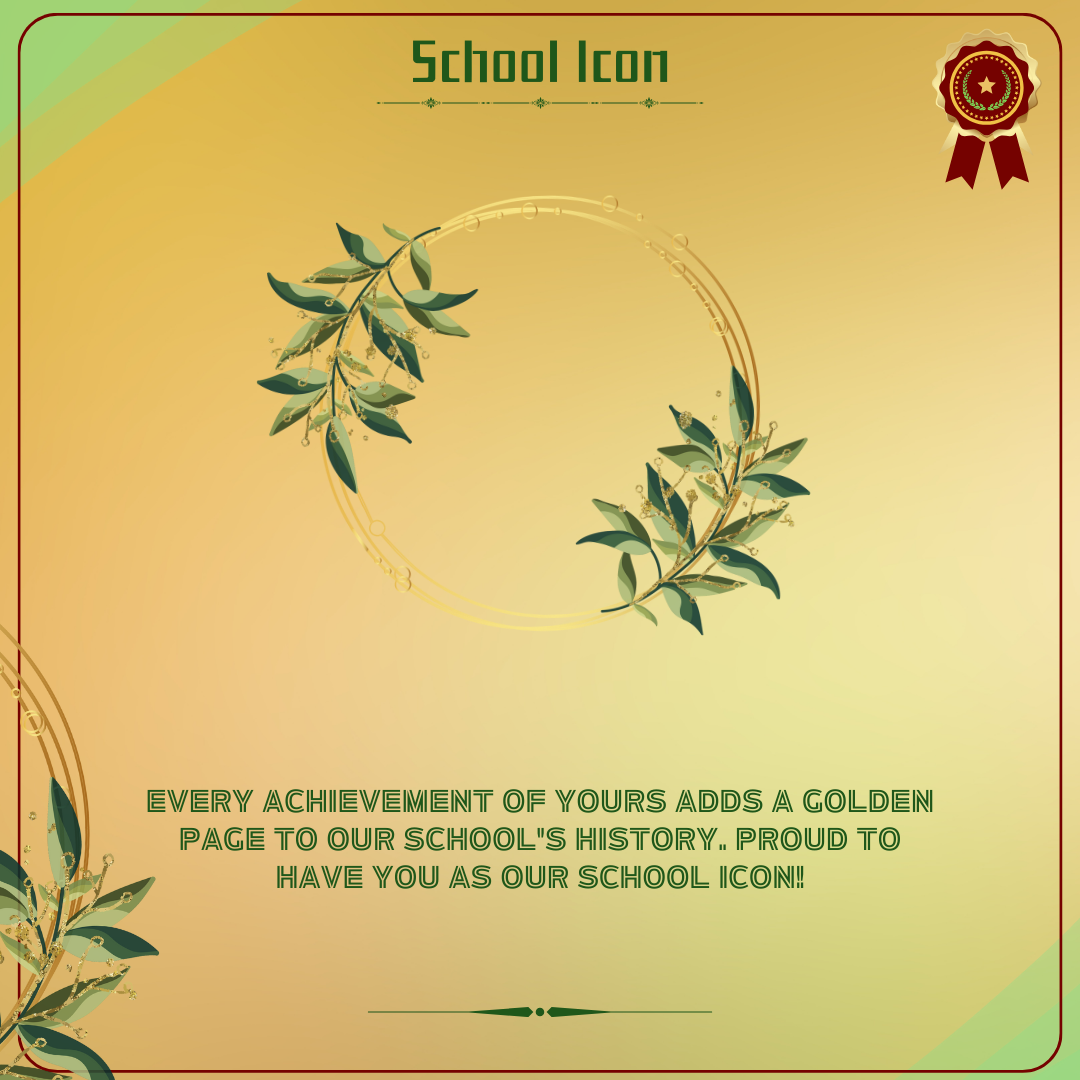 School Icon
EVERY ACHIEVEMENT OF YOURS ADDS A GOLDEN
PAGE TO OUR SCHOOL'S HISTORY. PROUD TO
HAVE YOU AS OUR SCHOOL ICON!